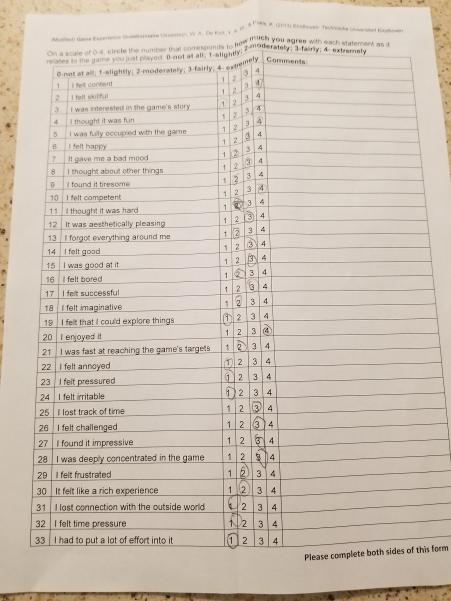 (Modified) Game Experience Questionnaire
On a scale of 0-4, circle the number that corresponds to how much you agree with each statement as it
relates to the game you just played. 0-not at all; 1-slightly; 2-moderately; 3-fairly; 4- extremely
0-not at all; 1-slightly; 2-moderately; 3-fairly; 4- extremely Comments:
1 I felt content 1 2 3 4
2 I felt skillful 1 2 3 4
3 I was interested in the game's story 1 2 3 4
4 I thought it was fun 1 2 3 4
5 I was fully occupied with the game 1 2 3 4
6 I felt happy 1 2 3 4
7 It gave me a bad mood 1 2 3 4
8 I thought about other things 1 2 3 4
9 I found it tiresome 1 2 3 4
10 I felt competent 1 2 3 4
11 I thought it was hard 1 2 3 4
12 It was aesthetically pleasing 1 2 3 4
13 I forgot everything around me 1 2 3 4
14 I felt good 1 2 3 4
15 I was good at it 1 2 3 4
16 I felt bored 1 2 3 4
17 I felt successful 1 2 3 4
18 I felt imaginative 1 2 3 4
19 I felt that I could explore things 1 2 3 4
20 I enjoyed it 1 2 3 4
21 I was fast at reaching the game's targets 1 2 3 4
22 I felt annoyed 1 2 3 4
23 I felt pressured 1 2 3 4
24 I felt irritable 1 2 3 4
25 I lost track of time 1 2 3 4
26 I felt challenged 1 2 3 4
27 I found it impressive 1 2 3 4
28 I was deeply concentrated in the game 1 2 3 4
29 I felt frustrated 1 2 3 4
30 It felt like a rich experience 1 2 3 4
31 I lost connection with the outside world 1 2 3 4
32 I felt time pressure 1 2 3 4
33 I had to put a lot of effort into it 1 2 3 4
Please complete both sides of this form